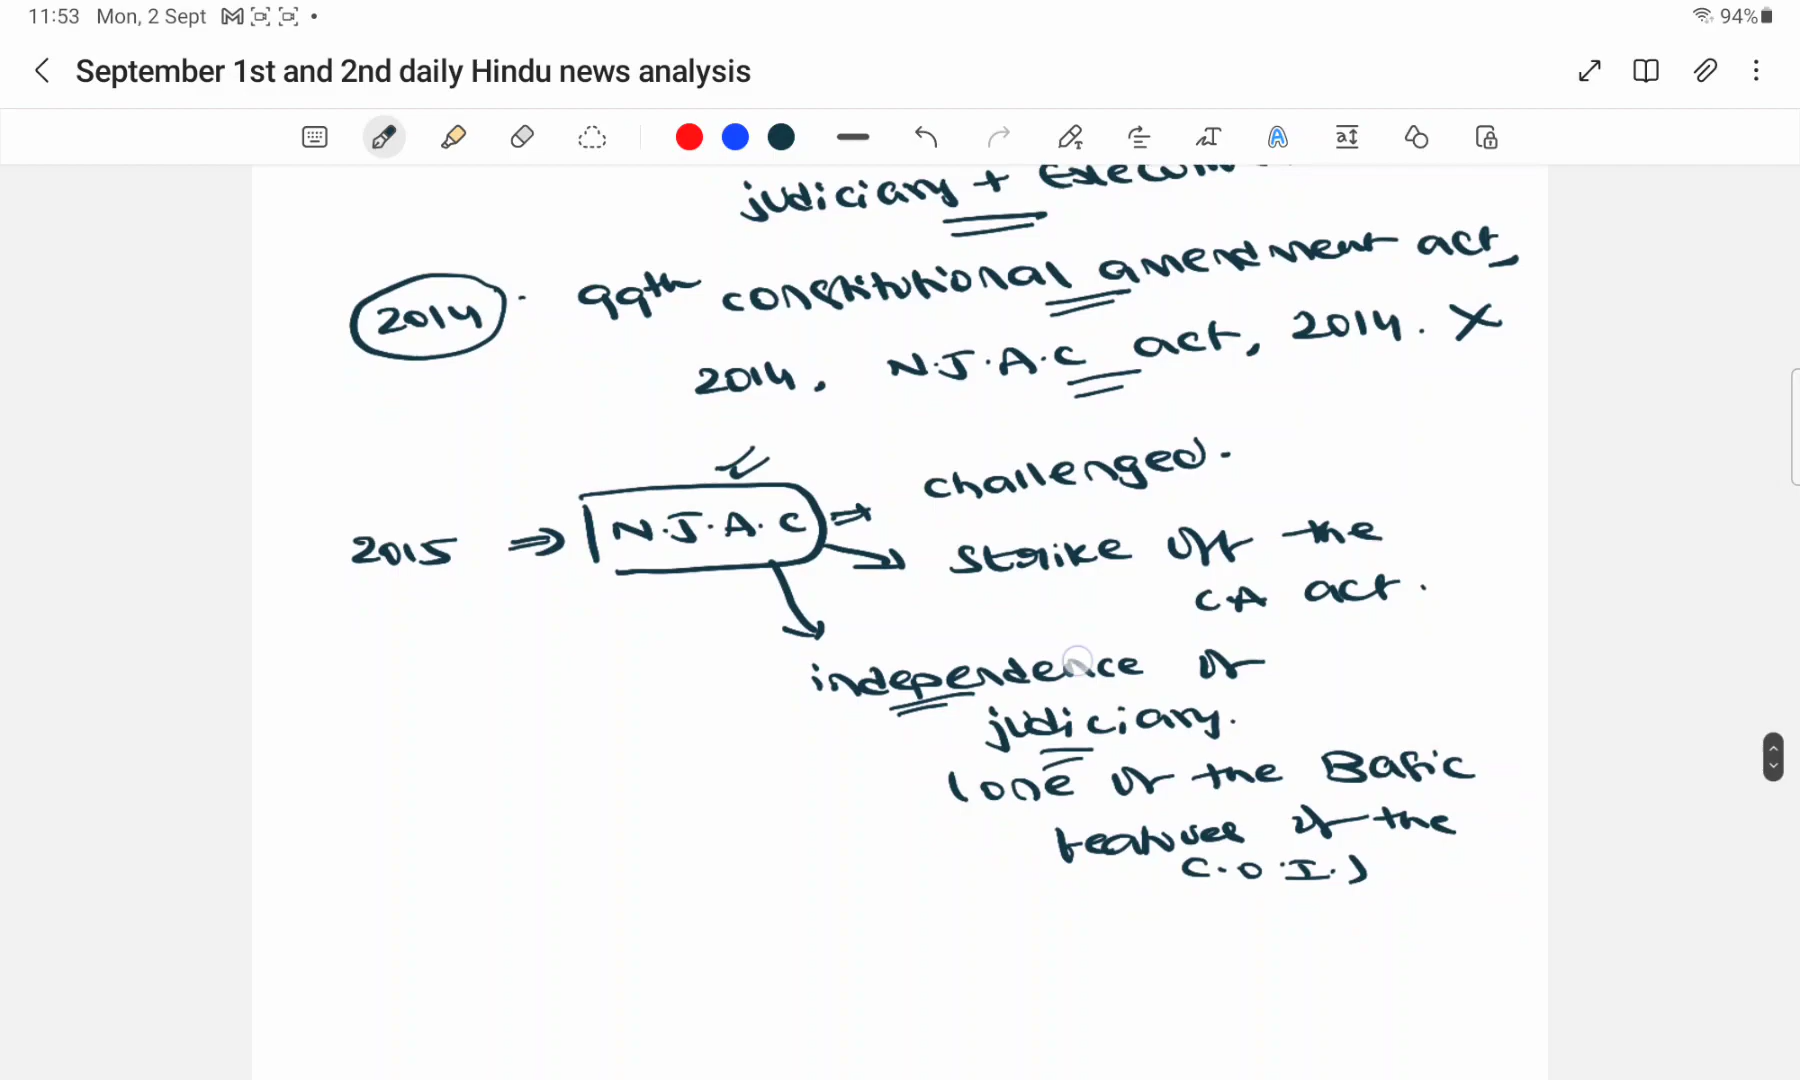 11:53 Mon, 2 Sept
94%
September 1st and 2nd daily Hindu news analysis
judiciary +
2014 . 99th constitutional amendment act,
2014, N.J.A.C act, 2014. X
challenged.
2015 ⇒ N.J.A.C ⇒
strike off the
CA act.
independence of
judiciary.
(one of the Basic
features of the
C.O.I.)